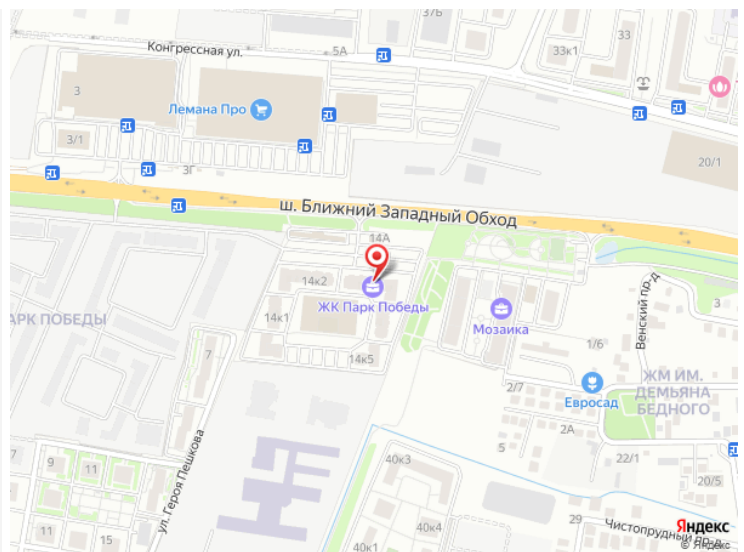 37Б
Конгрессная ул.
5А
33
33к1
3
Лемана Про
3/1
3Г
20/1
ш. Ближний Западный Обход
14А
14к2
ЖК Парк Победы
АРК ПОБЕДЫ
14к1
14к5
7
Мозаика
Венский пр-д
3
1/6
ЖМ ИМ.
ДЕМЬЯНА
БЕДНОГО
2/7
Евросад
2А
ул. Героя Пешкова
5
22/1
9
11
40к3
20/5
11
15
40к1
40к4
29
Чистопрудный пр-д
Яндекс
© Яндекс